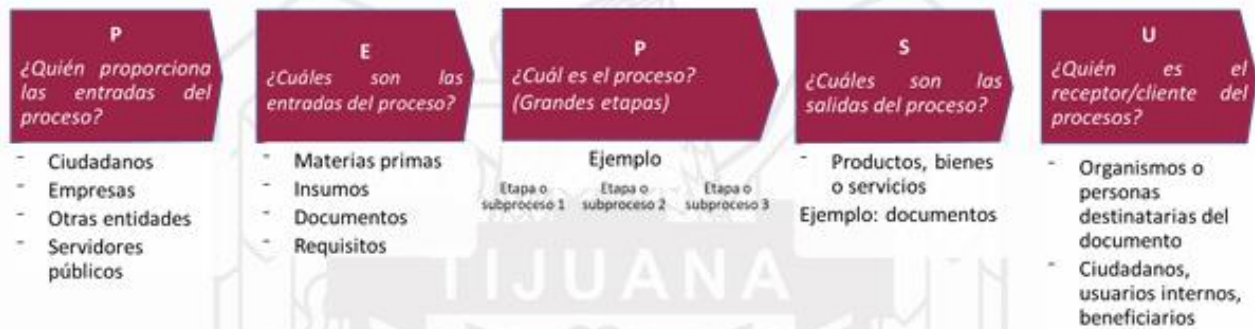 P
¿Quién proporciona
las entradas del
proceso?
- Ciudadanos
- Empresas
- Otras entidades
- Servidores
públicos
E
¿Cuáles son las
entradas del proceso?
- Materias primas
- Insumos
- Documentos
- Requisitos
P
¿Cuál es el proceso?
(Grandes etapas)
Ejemplo
Etapa o
subproceso 1
Etapa o
subproceso 2
Etapa o
subproceso 3
S
¿Cuáles son las
salidas del proceso?
- Productos, bienes
o servicios
Ejemplo: documentos
U
¿Quién es el
receptor/cliente del
procesos?
- Organismos o
personas
destinatarias del
documento
- Ciudadanos,
usuarios internos,
beneficiarios
TIJUANA